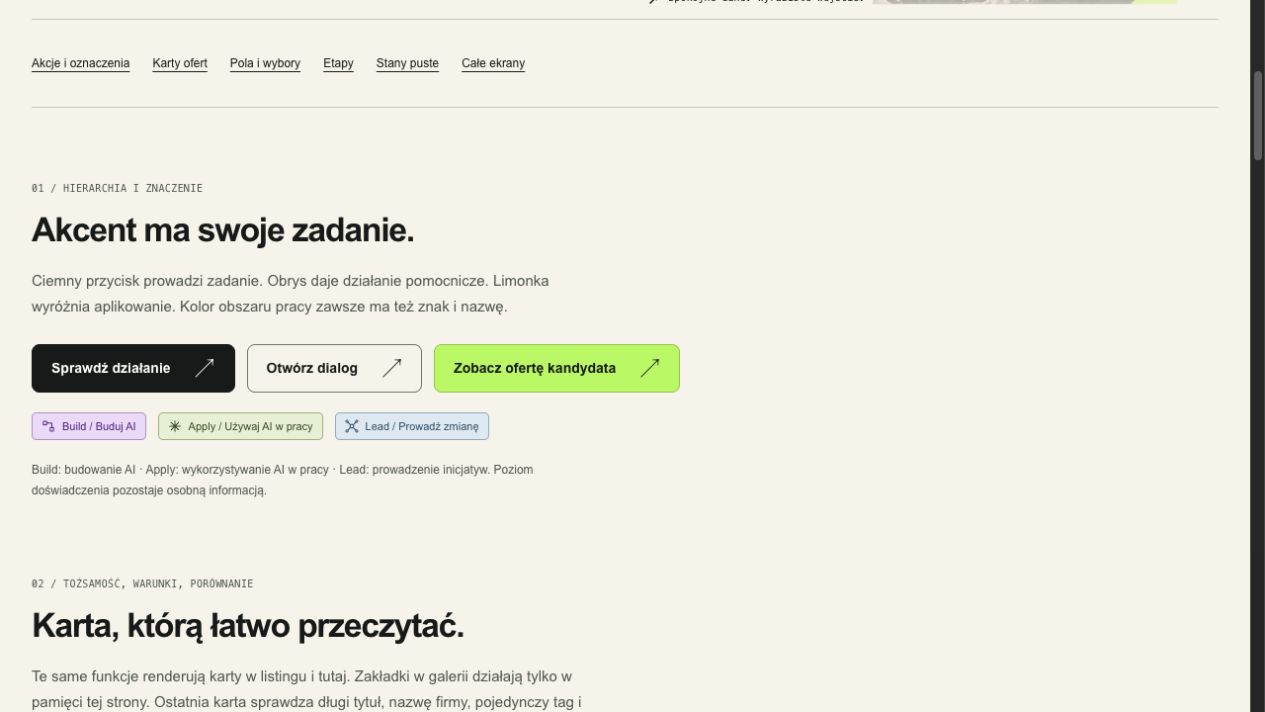 Akcje i oznaczenia Karty ofert Pola i wybory Etapy Stany puste Całe ekrany
01 / HIERARCHIA I ZNACZENIE
Akcent ma swoje zadanie.
Ciemny przycisk prowadzi zadanie. Obrys daje działanie pomocnicze. Limonka
wyróżnia aplikowanie. Kolor obszaru pracy zawsze ma też znak i nazwę.
Sprawdź działanie Otwórz dialog Zobacz ofertę kandydata
Build / Buduj AI Apply / Używaj AI w pracy Lead / Prowadź zmianę
Build: budowanie AI · Apply: wykorzystywanie AI w pracy · Lead: prowadzenie inicjatyw. Poziom
doświadczenia pozostaje osobną informacją.
02 / TOŻSAMOŚĆ, WARUNKI, PORÓWNANIE
Karta, którą łatwo przeczytać.
Te same funkcje renderują karty w listingu i tutaj. Zakładki w galerii działają tylko w
pamięci tej strony. Ostatnia karta sprawdza długi tytuł, nazwę firmy, pojedynczy tag i